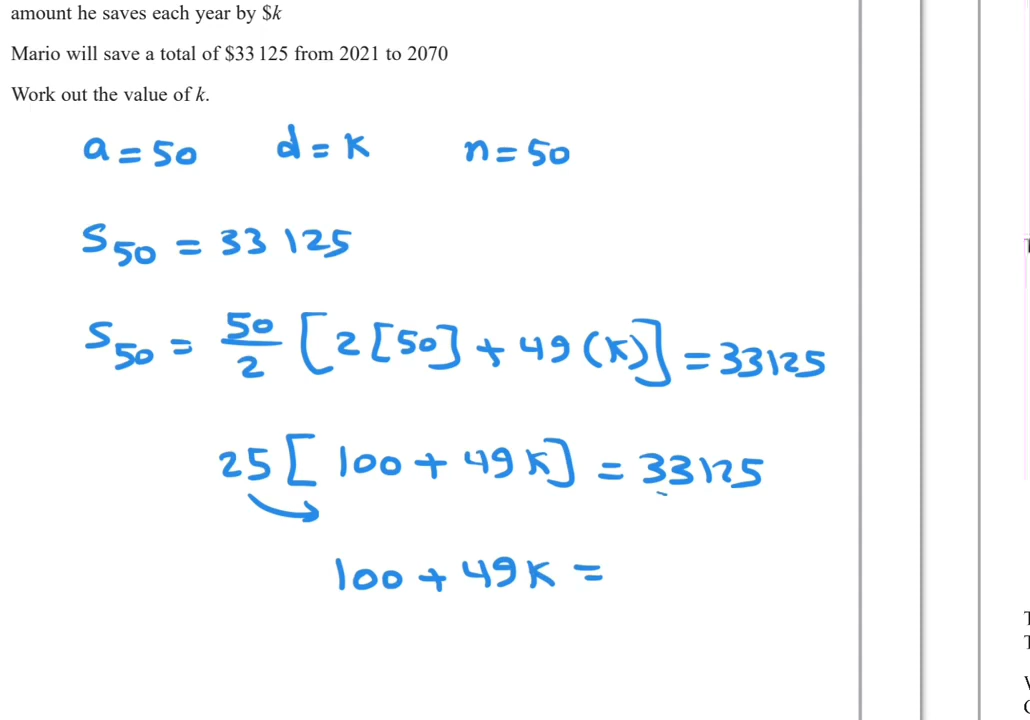 amount he saves each year by $k
Mario will save a total of $33 125 from 2021 to 2070
Work out the value of k.
a = 50 d = k n = 50
S50 = 33 125
S50 = 50/2 [2[50] + 49(k)] = 33125
25[100 + 49k] = 33125
100 + 49k =